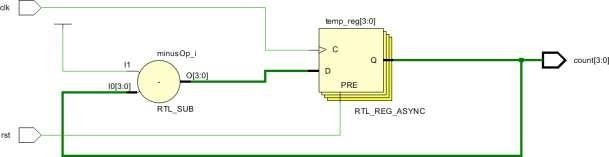 clk
temp_reg[3:0]
minusOp_i
C
I1
O[3:0]
D
Q
count[3:0]
-
I0[3:0]
PRE
RTL_SUB
RTL_REG_ASYNC
rst